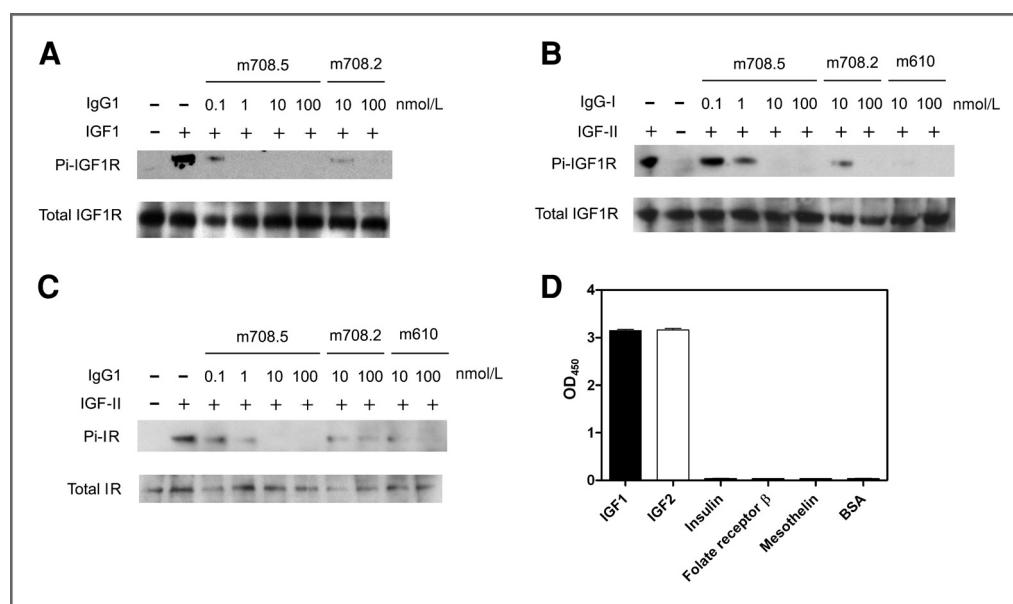 A
m708.5 m708.2
IgG1 – – 0.1 1 10 100 10 100 nmol/L
IGF1 – + + + + + + +
Pi-IGF1R
Total IGF1R
B
m708.5 m708.2 m610
IgG-I – – 0.1 1 10 100 10 100 10 100 nmol/L
IGF-II + – + + + + + + + +
Pi-IGF1R
Total IGF1R
C
m708.5 m708.2 m610
IgG1 – – 0.1 1 10 100 10 100 10 100 nmol/L
IGF-II – + + + + + + + + +
Pi-IR
Total IR
D
OD450
4
3
2
1
0
IGF1
IGF2
Insulin
Folate receptor β
Mesothelin
BSA